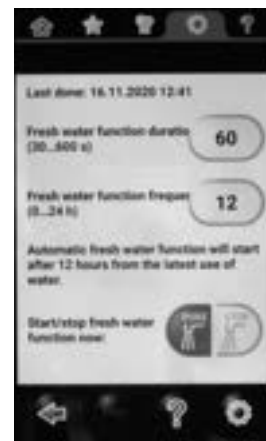 ?
Last done: 16.11.2020 12:41
Fresh water function duratio
(30...600 s)
60
Fresh water function frequen
(0...24 h)
12
Automatic fresh water function will start
after 12 hours from the latest use of
water.
Start/stop fresh water
function now:
?